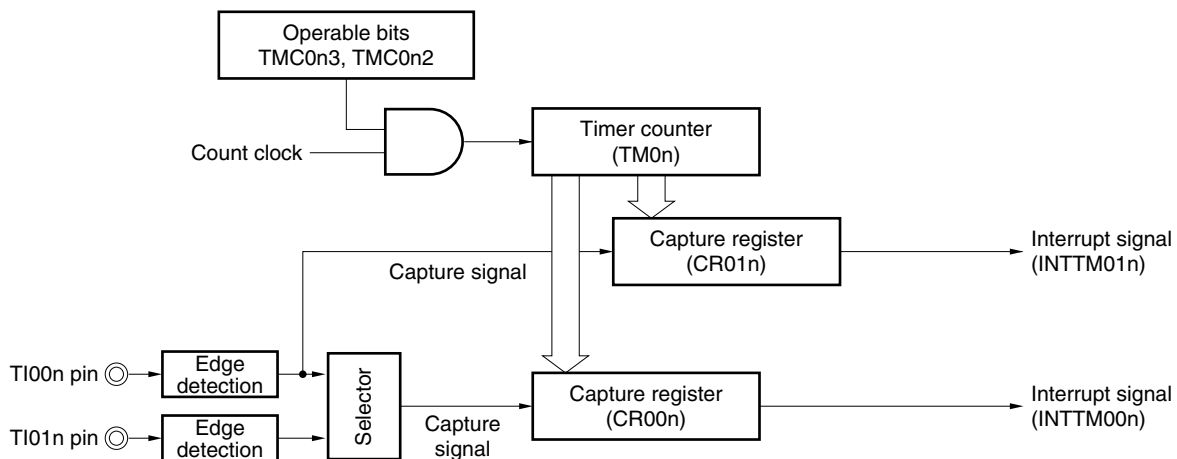 Operable bits
TMC0n3, TMC0n2
Count clock
Timer counter
(TM0n)
Capture register
(CR01n)
Interrupt signal
(INTTM01n)
Capture signal
TI00n pin
Edge
detection
Selector
Capture register
(CR00n)
Interrupt signal
(INTTM00n)
TI01n pin
Edge
detection
Capture
signal